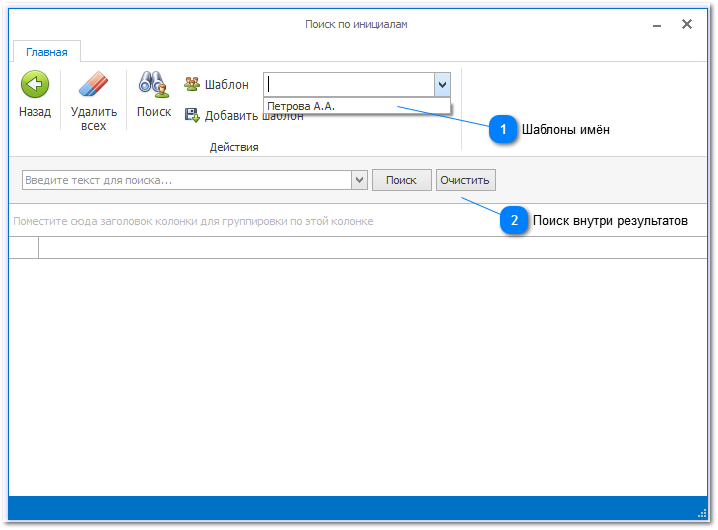 Поиск по инициалам
Главная
Назад
Удалить всех
Поиск
Шаблон
Петрова А.А.
Добавить шаблон
Действия
1 Шаблоны имён
Введите текст для поиска...
Поиск
Очистить
2 Поиск внутри результатов
Поместите сюда заголовок колонки для группировки по этой колонке